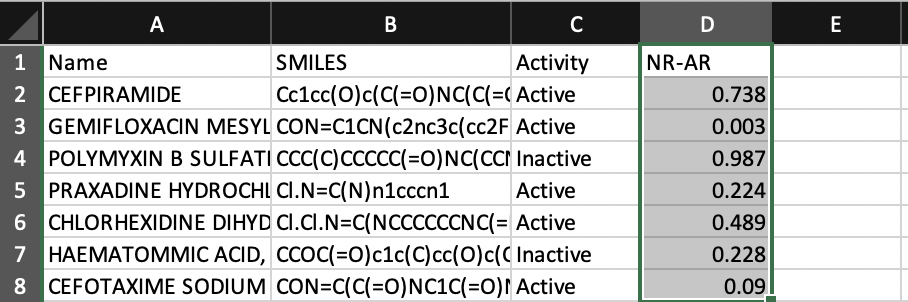 A B C D E
1 Name SMILES Activity NR-AR
2 CEFPIRAMIDE Cc1cc(O)c(C(=O)NC(C(=( Active 0.738
3 GEMIFLOXACIN MESYL CON=C1CN(c2nc3c(cc2F Active 0.003
4 POLYMYXIN B SULFAT CCC(C)CCCCC(=O)NC(CCN Inactive 0.987
5 PRAXADINE HYDROCHL Cl.N=C(N)n1cccn1 Active 0.224
6 CHLORHEXIDINE DIHYD Cl.Cl.N=C(NCCCCCCNC(= Active 0.489
7 HAEMATOMMIC ACID, CCOC(=O)c1c(C)cc(O)c(C Inactive 0.228
8 CEFOTAXIME SODIUM CON=C(C(=O)NC1C(=O)N Active 0.09